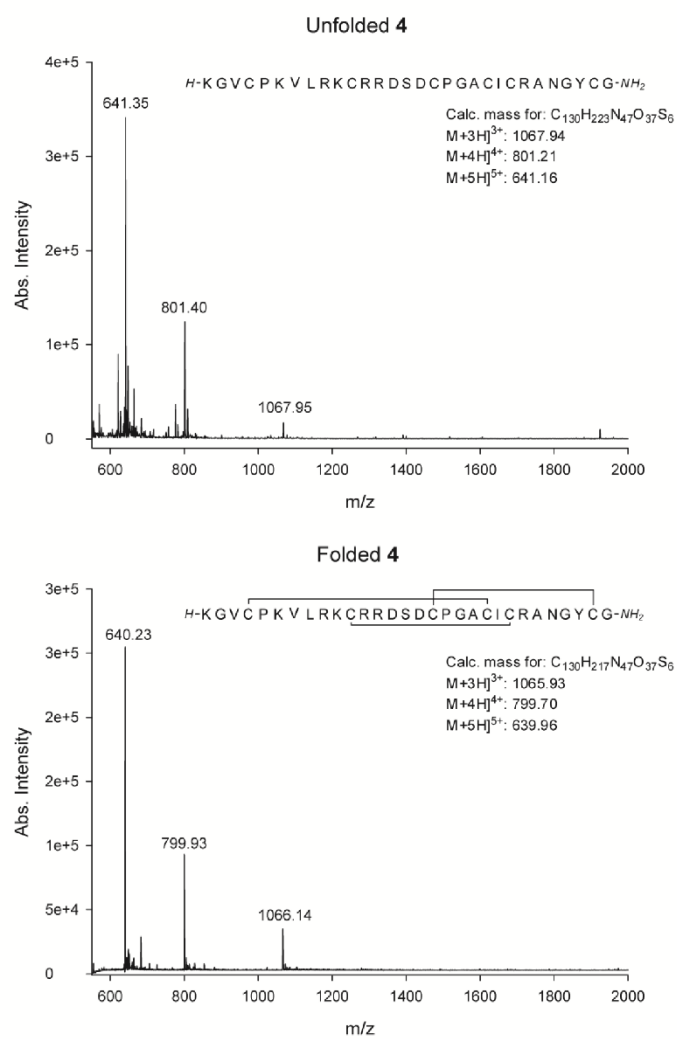 Unfolded 4
4e+5
641.35
H-KGVCPKVLRKCRRDSDCPGACICRANGYCG-NH2
Calc. mass for: C130H223N47O37S6
M+3H]3+: 1067.94
M+4H]4+: 801.21
M+5H]5+: 641.16
3e+5
Abs. Intensity
2e+5
801.40
1e+5
1067.95
0
600 800 1000 1200 1400 1600 1800 2000
m/z
Folded 4
3e+5
H-KGVCPKVLRKCRRDSDCPGACICRANGYCG-NH2
640.23
3e+5
Calc. mass for: C130H217N47O37S6
M+3H]3+: 1065.93
M+4H]4+: 799.70
M+5H]5+: 639.96
2e+5
Abs. Intensity
2e+5
1e+5
799.93
5e+4
1066.14
0
600 800 1000 1200 1400 1600 1800 2000
m/z